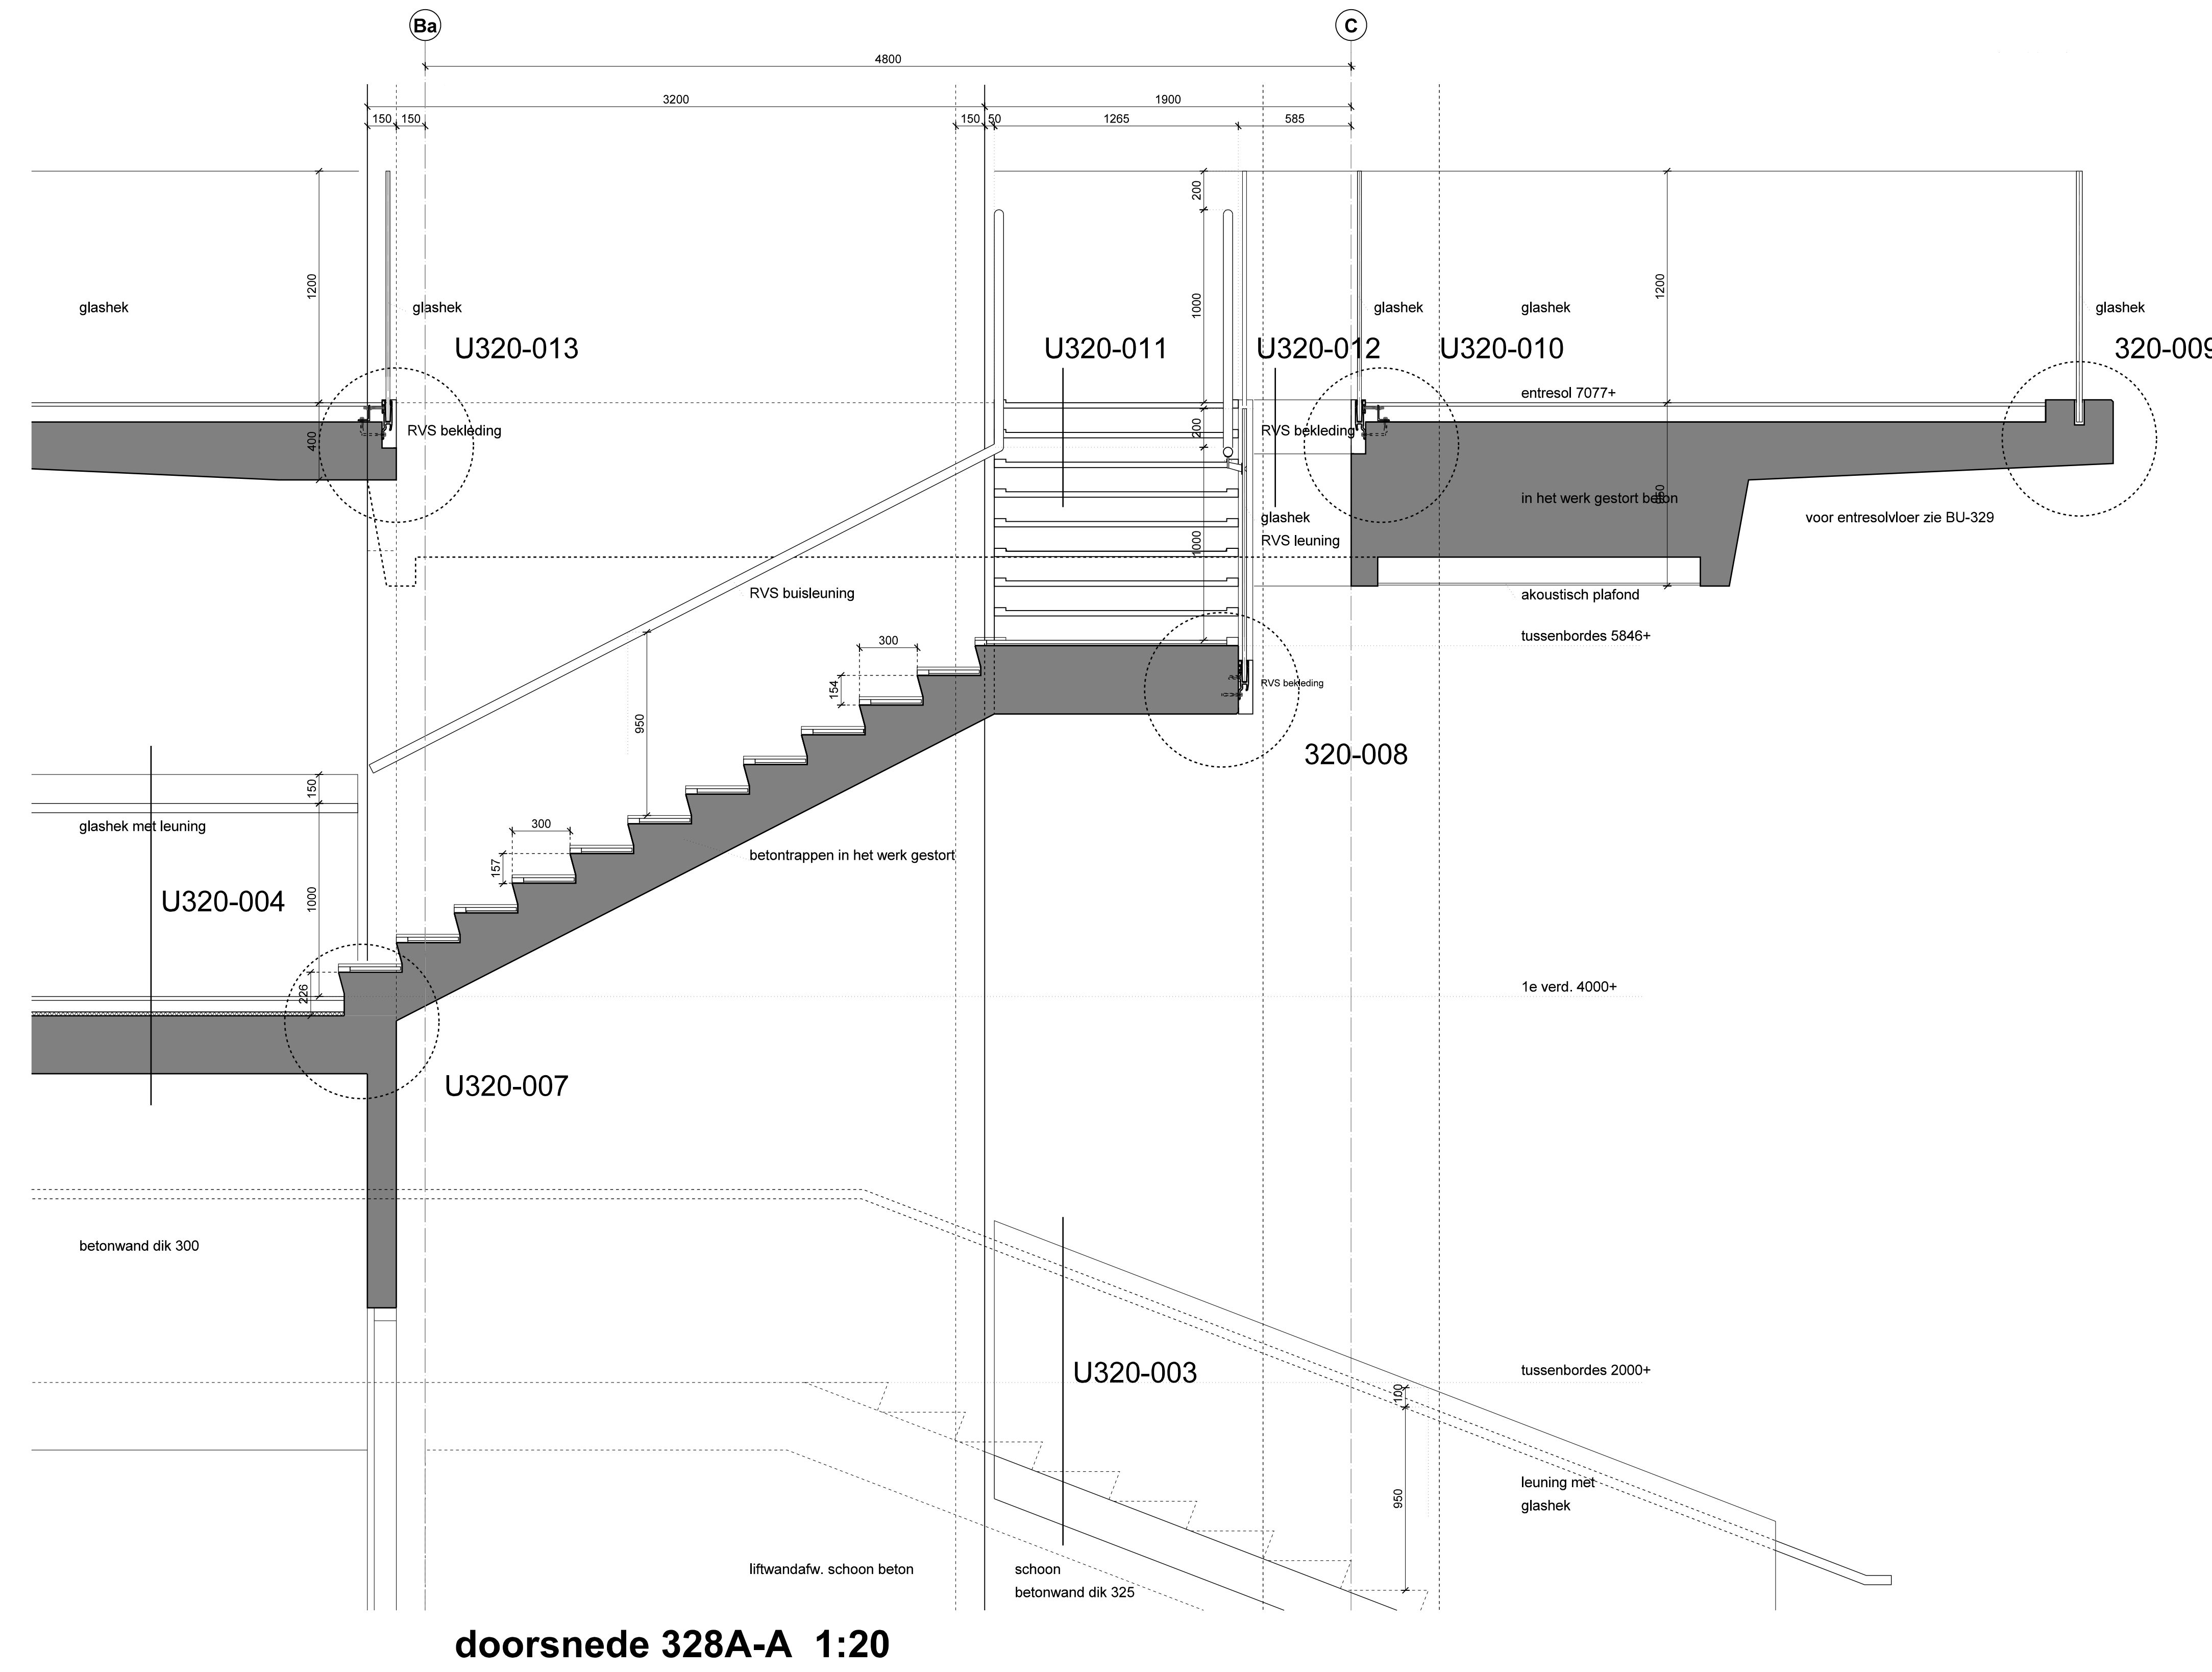 Ba
C
4800
3200
1900
150
150
150
50
1265
585
200
1200
1000
1200
glashek
glashek
glashek
glashek
glashek
U320-013
U320-011
U320-012
U320-010
320-009
entresol 7077+
400
RVS bekleding
200
RVS bekleding
in het werk gestort beton
glashek
RVS leuning
1000
voor entresolvloer zie BU-329
RVS buisleuning
akoustisch plafond
tussenbordes 5846+
300
154
RVS bekleding
950
320-008
150
glashek met leuning
300
157
betontrappen in het werk gestort
U320-004
1000
226
1e verd. 4000+
U320-007
betonwand dik 300
U320-003
tussenbordes 2000+
100
950
leuning met
glashek
liftwandafw. schoon beton
schoon
betonwand dik 325
doorsnede 328A-A 1:20